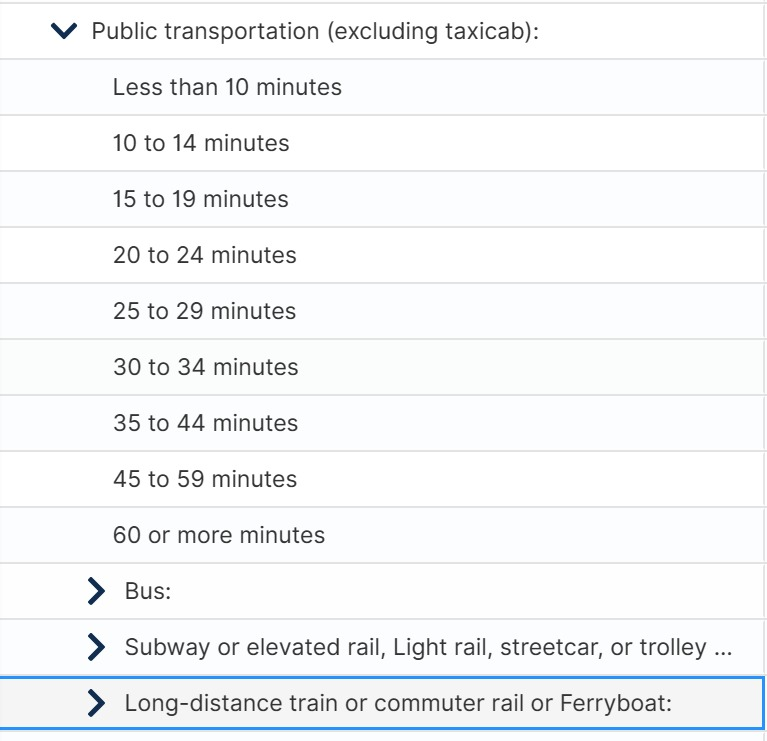 Public transportation (excluding taxicab):
Less than 10 minutes
10 to 14 minutes
15 to 19 minutes
20 to 24 minutes
25 to 29 minutes
30 to 34 minutes
35 to 44 minutes
45 to 59 minutes
60 or more minutes
Bus:
Subway or elevated rail, Light rail, streetcar, or trolley ...
Long-distance train or commuter rail or Ferryboat: